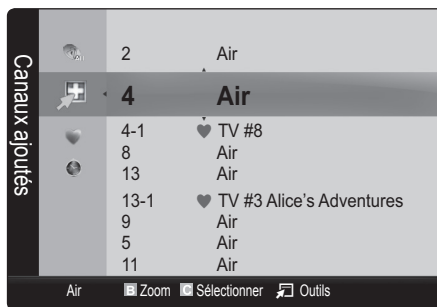 Canaux ajoutés
2 Air
4 Air
4-1 TV #8
8 Air
13 Air
13-1 TV #3 Alice's Adventures
9 Air
5 Air
11 Air
Air B Zoom C Sélectionner Outils